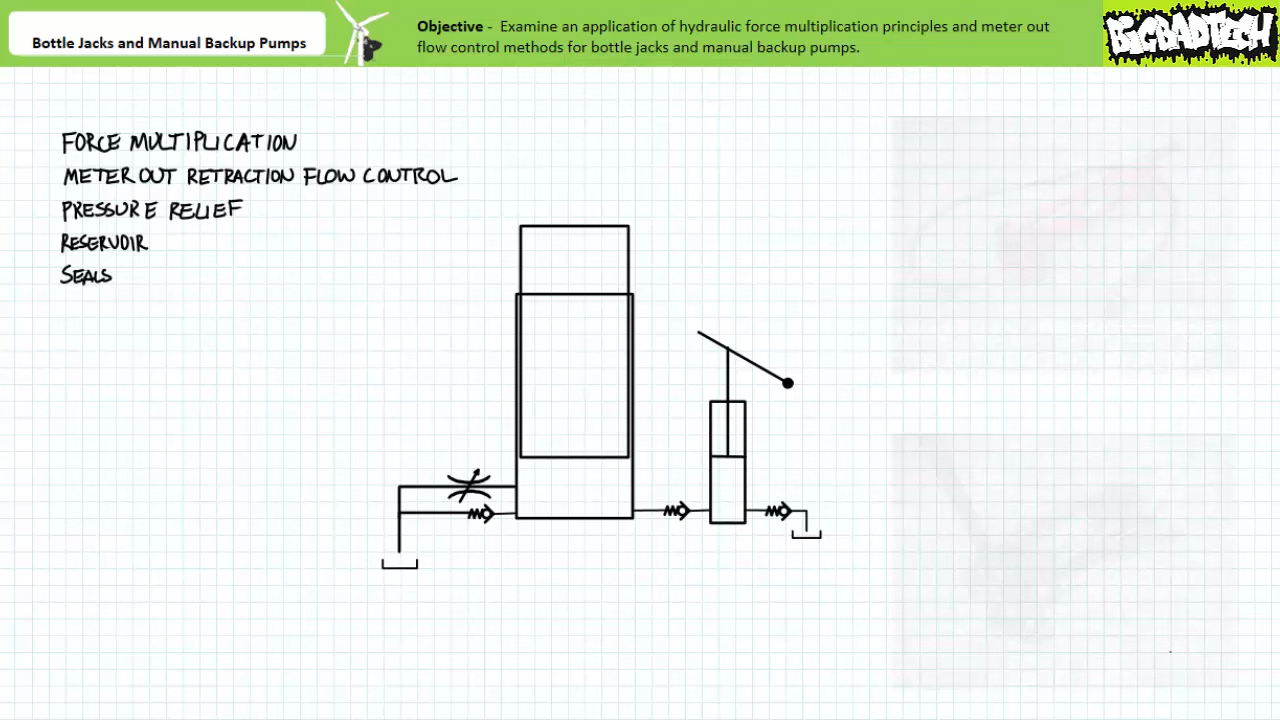 Bottle Jacks and Manual Backup Pumps
Objective - Examine an application of hydraulic force multiplication principles and meter out
flow control methods for bottle jacks and manual backup pumps.
BIGBADTECH
FORCE MULTIPLICATION
METER OUT RETRACTION FLOW CONTROL
PRESSURE RELIEF
RESERVOIR
SEALS